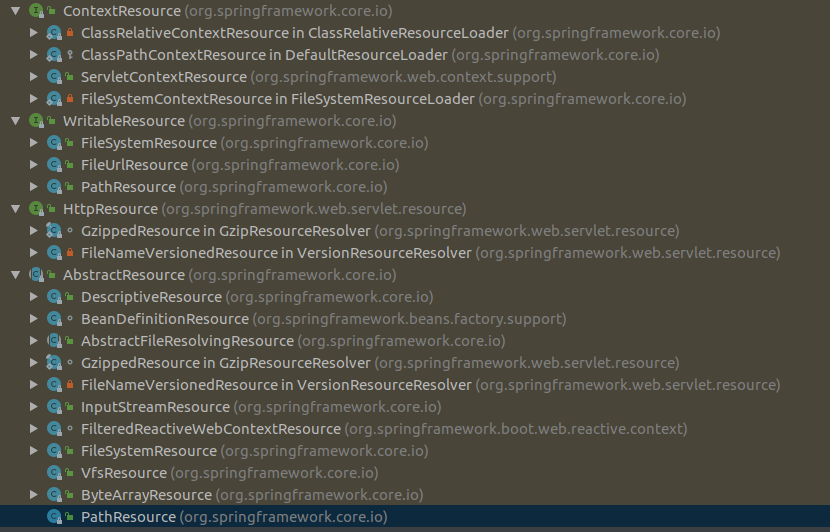 ContextResource (org.springframework.core.io)
ClassRelativeContextResource in ClassRelativeResourceLoader (org.springframework.core.io)
ClassPathContextResource in DefaultResourceLoader (org.springframework.core.io)
ServletContextResource (org.springframework.web.context.support)
FileSystemContextResource in FileSystemResourceLoader (org.springframework.core.io)
WritableResource (org.springframework.core.io)
FileSystemResource (org.springframework.core.io)
FileUrlResource (org.springframework.core.io)
PathResource (org.springframework.core.io)
HttpResource (org.springframework.web.servlet.resource)
GzippedResource in GzipResourceResolver (org.springframework.web.servlet.resource)
FileNameVersionedResource in VersionResourceResolver (org.springframework.web.servlet.resource)
AbstractResource (org.springframework.core.io)
DescriptiveResource (org.springframework.core.io)
BeanDefinitionResource (org.springframework.beans.factory.support)
AbstractFileResolvingResource (org.springframework.core.io)
GzippedResource in GzipResourceResolver (org.springframework.web.servlet.resource)
FileNameVersionedResource in VersionResourceResolver (org.springframework.web.servlet.resource)
InputStreamResource (org.springframework.core.io)
FilteredReactiveWebContextResource (org.springframework.boot.web.reactive.context)
FileSystemResource (org.springframework.core.io)
VfsResource (org.springframework.core.io)
ByteArrayResource (org.springframework.core.io)
PathResource (org.springframework.core.io)